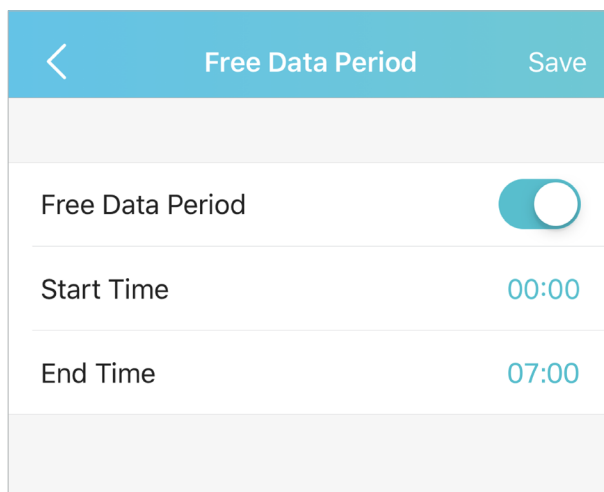 Free Data Period Save
Free Data Period
Start Time 00:00
End Time 07:00